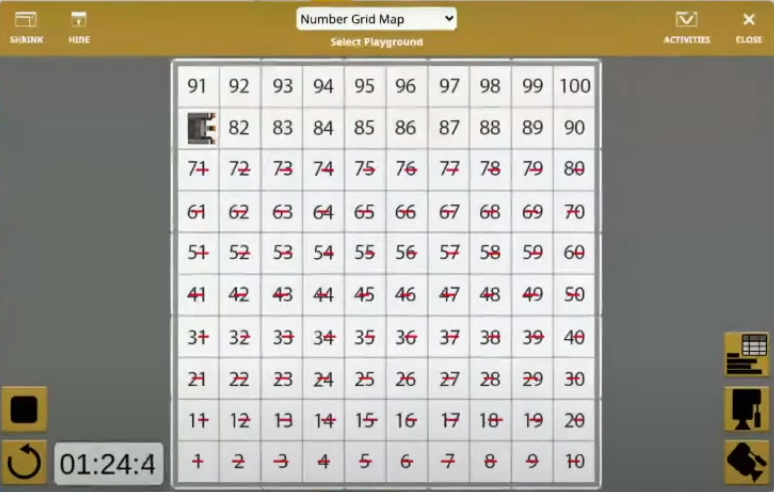 Number Grid Map
SHRINK HIDE ACTIVITIES CLOSE
Select Playground
91 92 93 94 95 96 97 98 99 100
82 83 84 85 86 87 88 89 90
71 72 73 74 75 76 77 78 79 80
61 62 63 64 65 66 67 68 69 70
51 52 53 54 55 56 57 58 59 60
41 42 43 44 45 46 47 48 49 50
31 32 33 34 35 36 37 38 39 40
21 22 23 24 25 26 27 28 29 30
11 12 13 14 15 16 17 18 19 20
1 2 3 4 5 6 7 8 9 10
01:24:4